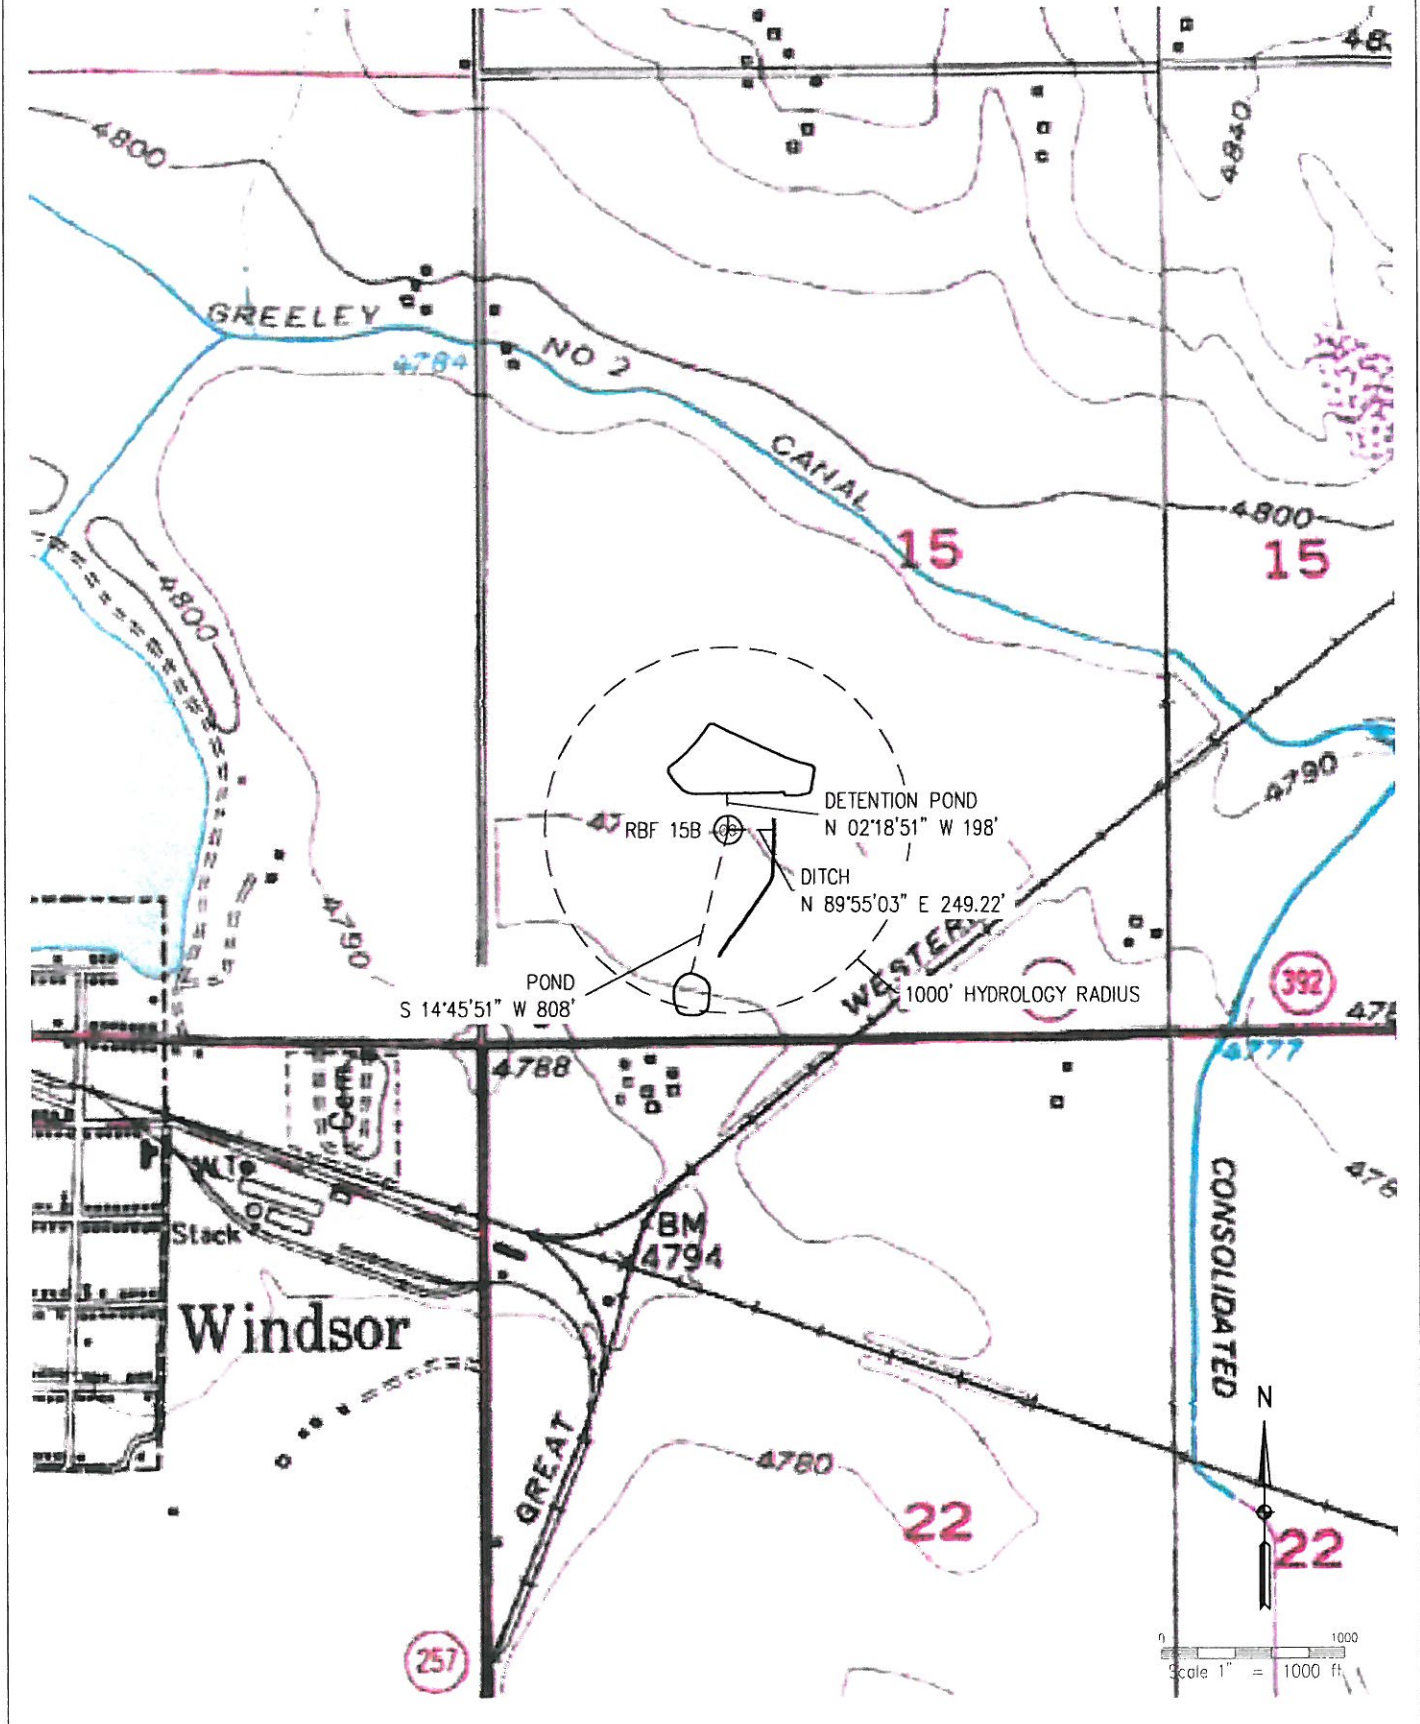 4800
4840
GREELEY
4784
NO 2
CANAL
4800
15
15
4800
4790
DETENTION POND
N 02°18'51" W 198'
RBF 15B
DITCH
N 89°55'03" E 249.22'
4790
WESTERN
POND
S 14°45'51" W 808'
1000' HYDROLOGY RADIUS
392
4788
4777
Cem
W T
BM
4794
Stack
Windsor
CONSOLIDATED
N
GREAT
4780
22
22
257
0 1000
Scale 1" = 1000 ft